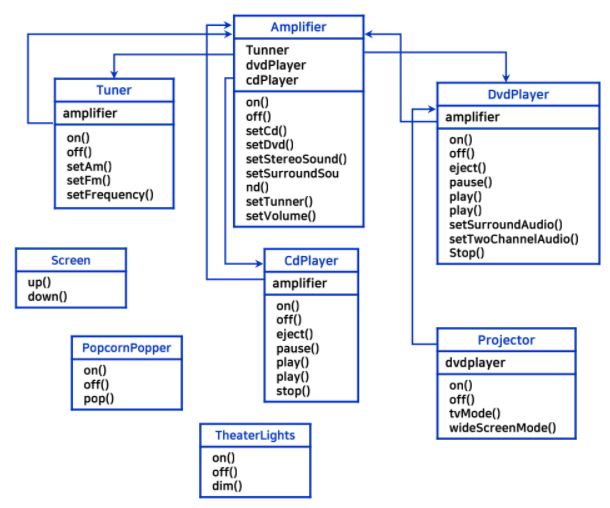 Amplifier
Tunner
dvdPlayer
cdPlayer
on()
off()
setCd()
setDvd()
setStereoSound()
setSurroundSou
nd()
setTunner()
setVolume()
Tuner
amplifier
on()
off()
setAm()
setFm()
setFrequency()
DvdPlayer
amplifier
on()
off()
eject()
pause()
play()
play()
setSurroundAudio()
setTwoChannelAudio()
Stop()
Screen
up()
down()
CdPlayer
amplifier
on()
off()
eject()
pause()
play()
play()
stop()
PopcornPopper
on()
off()
pop()
Projector
dvdplayer
on()
off()
tvMode()
wideScreenMode()
TheaterLights
on()
off()
dim()